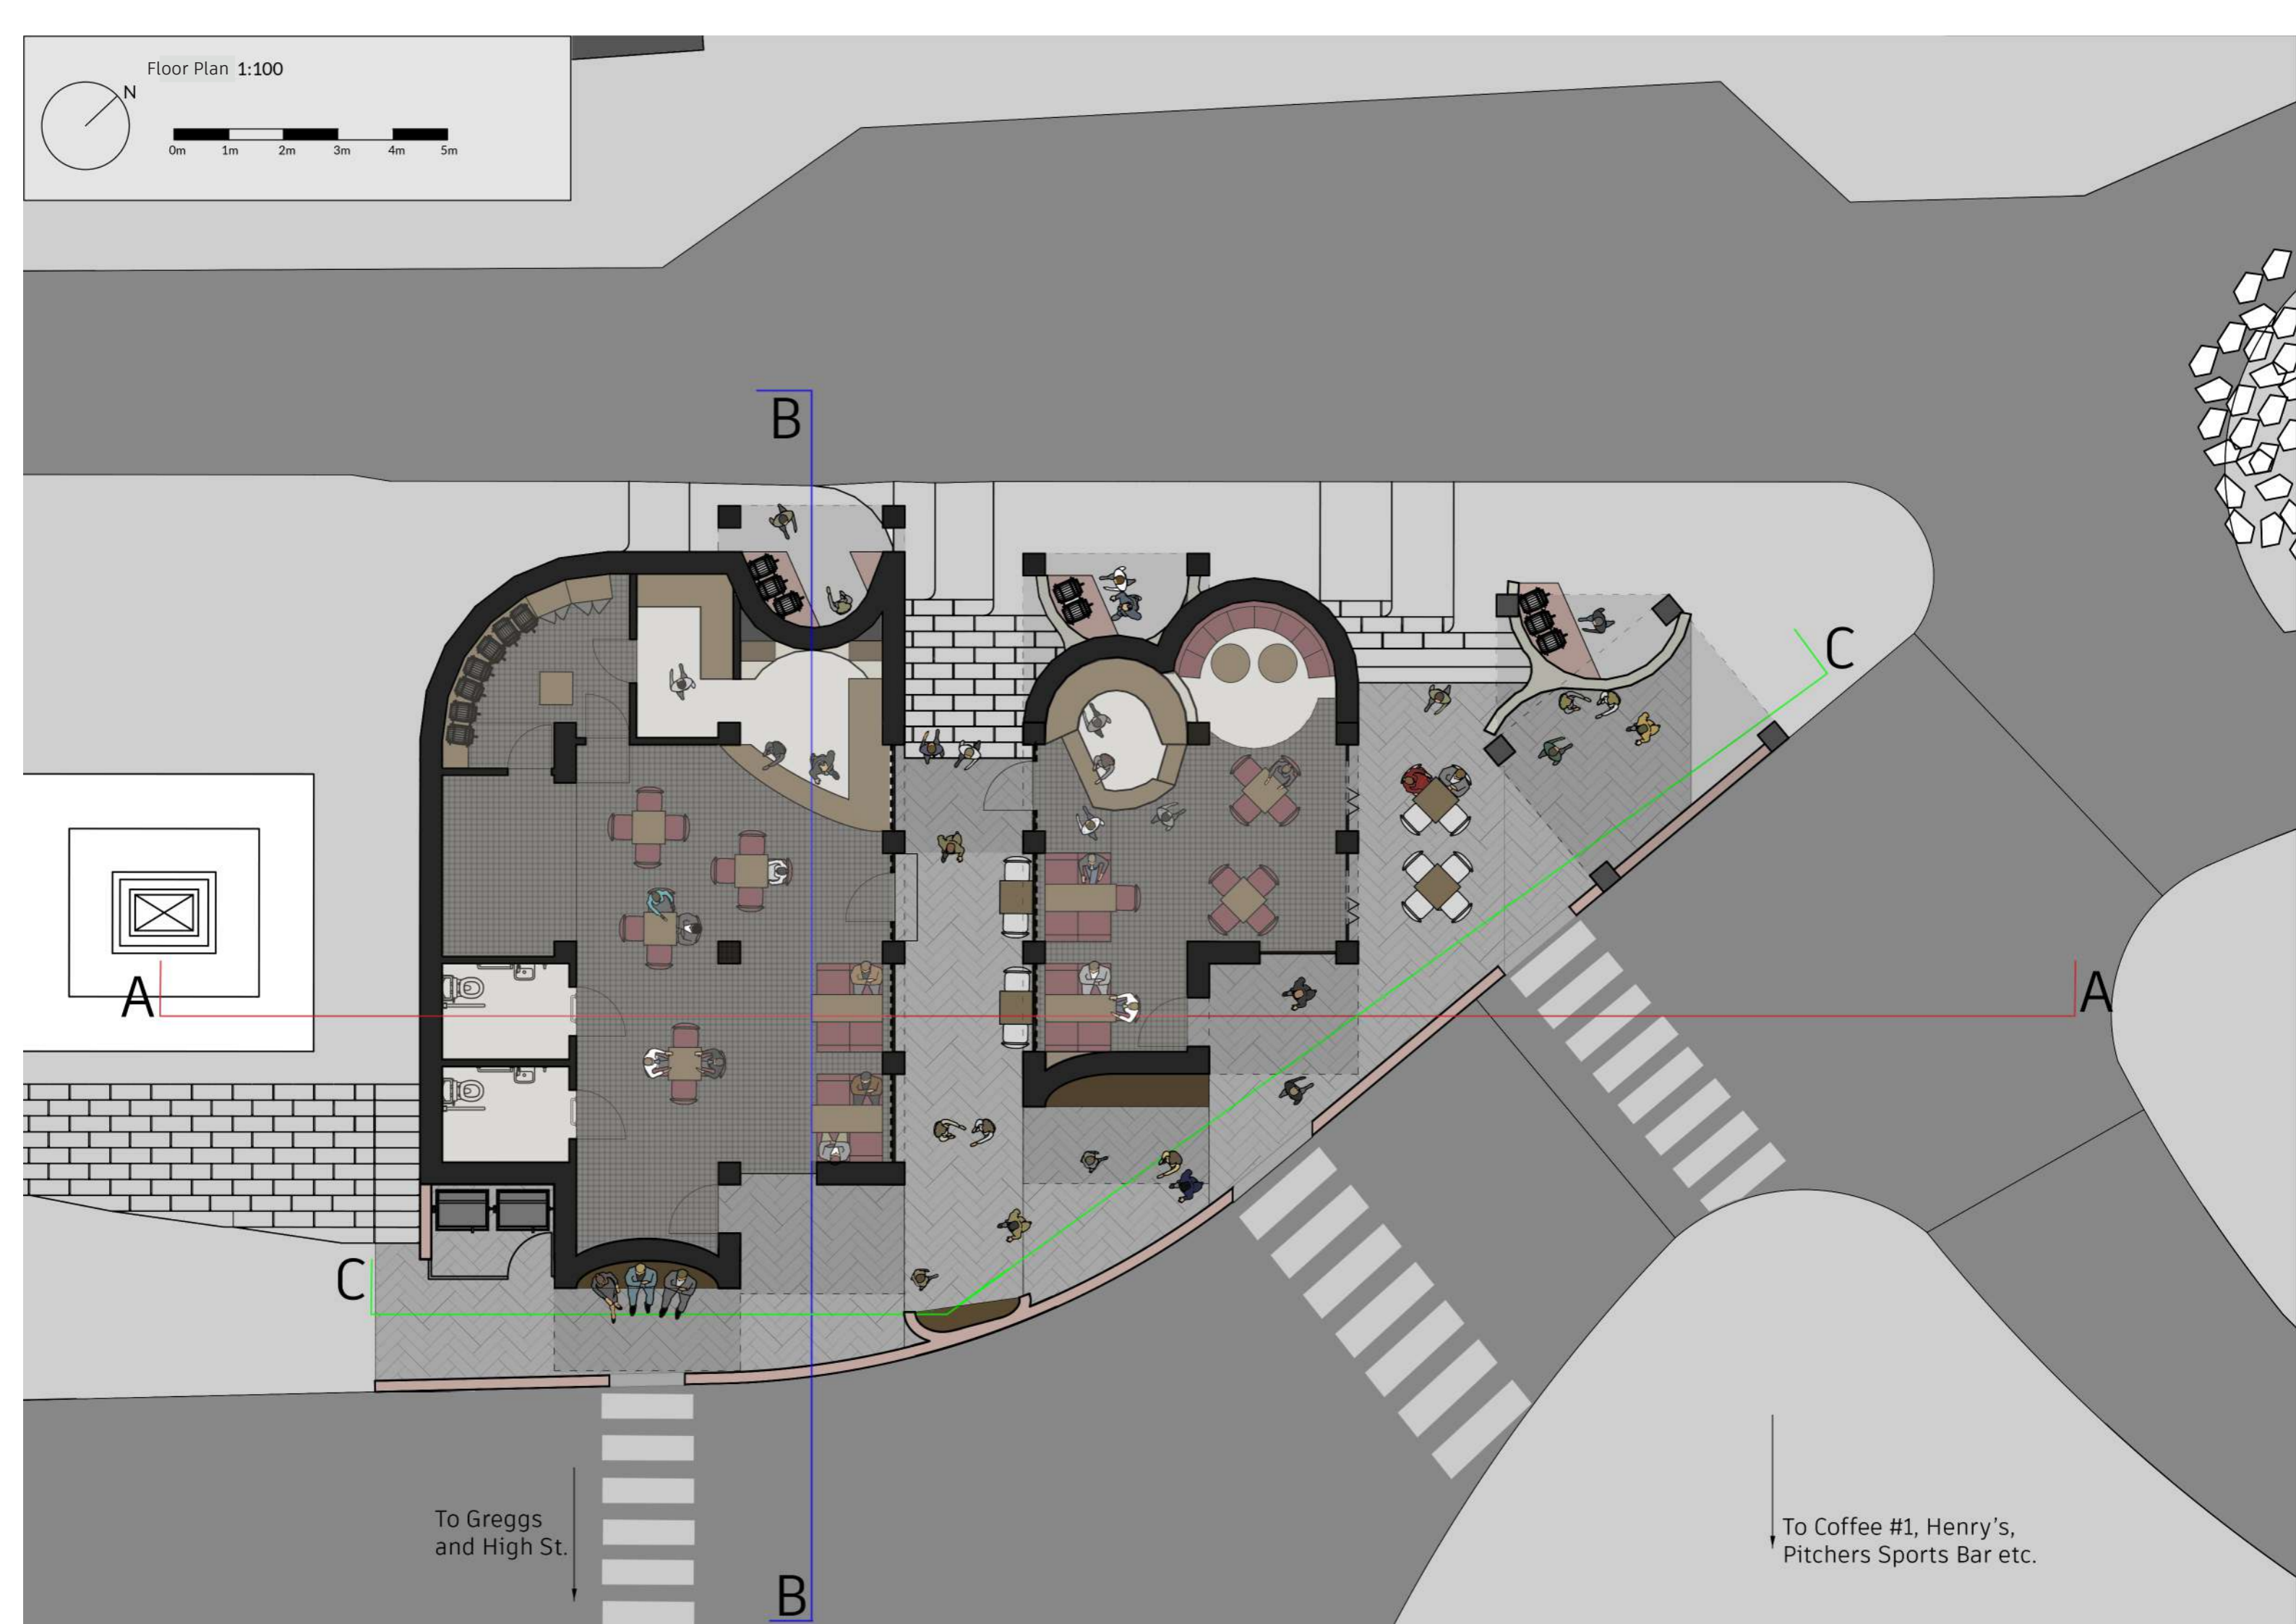 Floor Plan 1:100
N
0m 1m 2m 3m 4m 5m
B
C
A
A
C
To Greggs
and High St.
To Coffee #1, Henry's,
Pitchers Sports Bar etc.
B